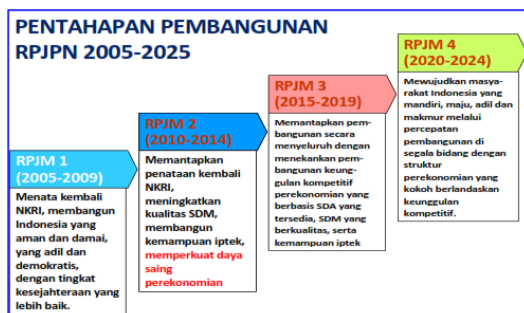 PENTAHAPAN PEMBANGUNAN
RPJPN 2005-2025
RPJM 1
(2005-2009)
Menata kembali
NKRI, membangun
Indonesia yang
aman dan damai,
yang adil dan
demokratis,
dengan tingkat
kesejahteraan yang
lebih baik.
RPJM 2
(2010-2014)
Memantapkan
penataan kembali
NKRI,
meningkatkan
kualitas SDM,
membangun
kemampuan iptek,
memperkuat daya
saing
perekonomian
RPJM 3
(2015-2019)
Memantapkan pem-
bangunan secara
menyeluruh dengan
menekankan pem-
bangunan keung-
gulan kompetitif
perekonomian yang
berbasis SDA yang
tersedia, SDM yang
berkualitas, serta
kemampuan iptek
RPJM 4
(2020-2024)
Mewujudkan masya-
rakat Indonesia yang
mandiri, maju, adil dan
makmur melalui
percepatan
pembangunan di
segala bidang dengan
struktur
perekonomian yang
kokoh berlandaskan
keunggulan
kompetitif.